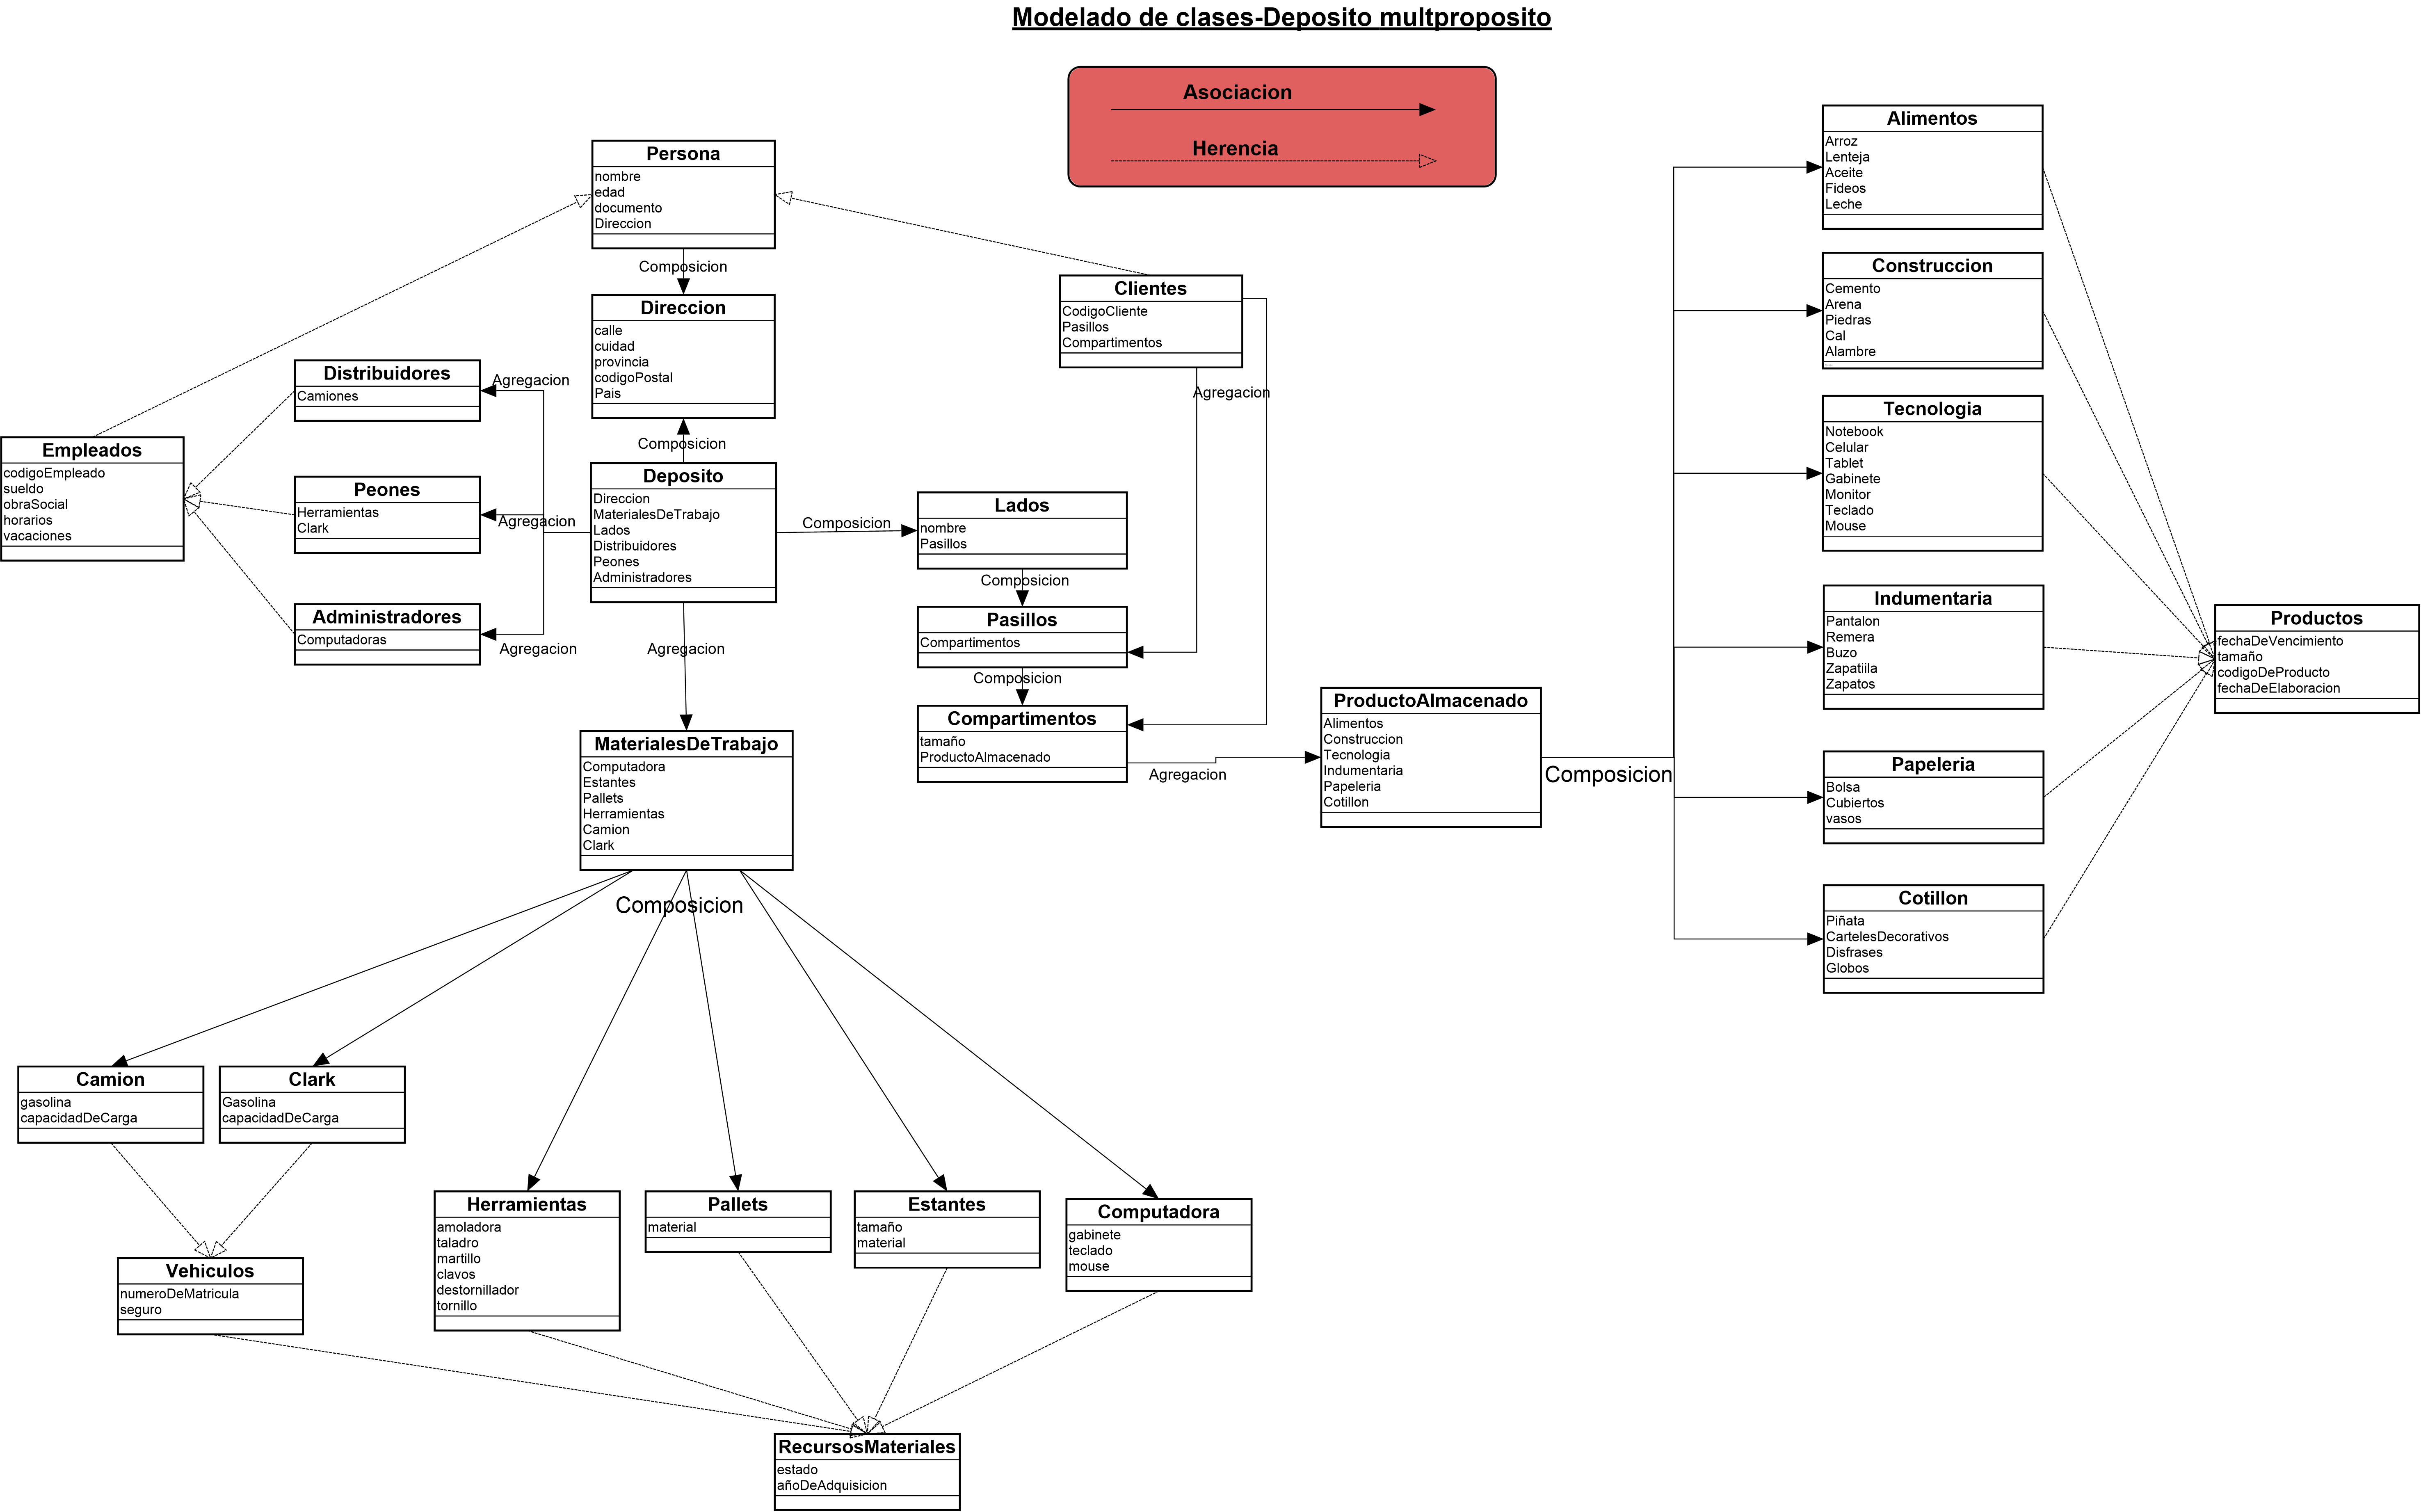 Modelado de clases-Deposito multproposito
Asociacion
Herencia
Persona
nombre
edad
documento
Direccion
Composicion
Direccion
calle
cuidad
provincia
codigoPostal
Pais
Composicion
Clientes
CodigoCliente
Pasillos
Compartimentos
Agregacion
Distribuidores
Camiones
Agregacion
Empleados
codigoEmpleado
sueldo
obraSocial
horarios
vacaciones
Peones
Herramientas
Clark
Agregacion
Administradores
Computadoras
Agregacion
Deposito
Direccion
MaterialesDeTrabajo
Lados
Distribuidores
Peones
Administradores
Composicion
Agregacion
Lados
nombre
Pasillos
Composicion
Pasillos
Compartimentos
Composicion
Compartimentos
tamaño
ProductoAlmacenado
Agregacion
ProductoAlmacenado
Alimentos
Construccion
Tecnologia
Indumentaria
Papeleria
Cotillon
Composicion
Alimentos
Arroz
Lenteja
Aceite
Fideos
Leche
Construccion
Cemento
Arena
Piedras
Cal
Alambre
Tecnologia
Notebook
Celular
Tablet
Gabinete
Monitor
Teclado
Mouse
Indumentaria
Pantalon
Remera
Buzo
Zapatiila
Zapatos
Papeleria
Bolsa
Cubiertos
vasos
Cotillon
Piñata
CartelesDecorativos
Disfrases
Globos
Productos
fechaDeVencimiento
tamaño
codigoDeProducto
fechaDeElaboracion
MaterialesDeTrabajo
Computadora
Estantes
Pallets
Herramientas
Camion
Clark
Composicion
Camion
gasolina
capacidadDeCarga
Clark
Gasolina
capacidadDeCarga
Vehiculos
numeroDeMatricula
seguro
Herramientas
amoladora
taladro
martillo
clavos
destornillador
tornillo
Pallets
material
Estantes
tamaño
material
Computadora
gabinete
teclado
mouse
RecursosMateriales
estado
añoDeAdquisicion